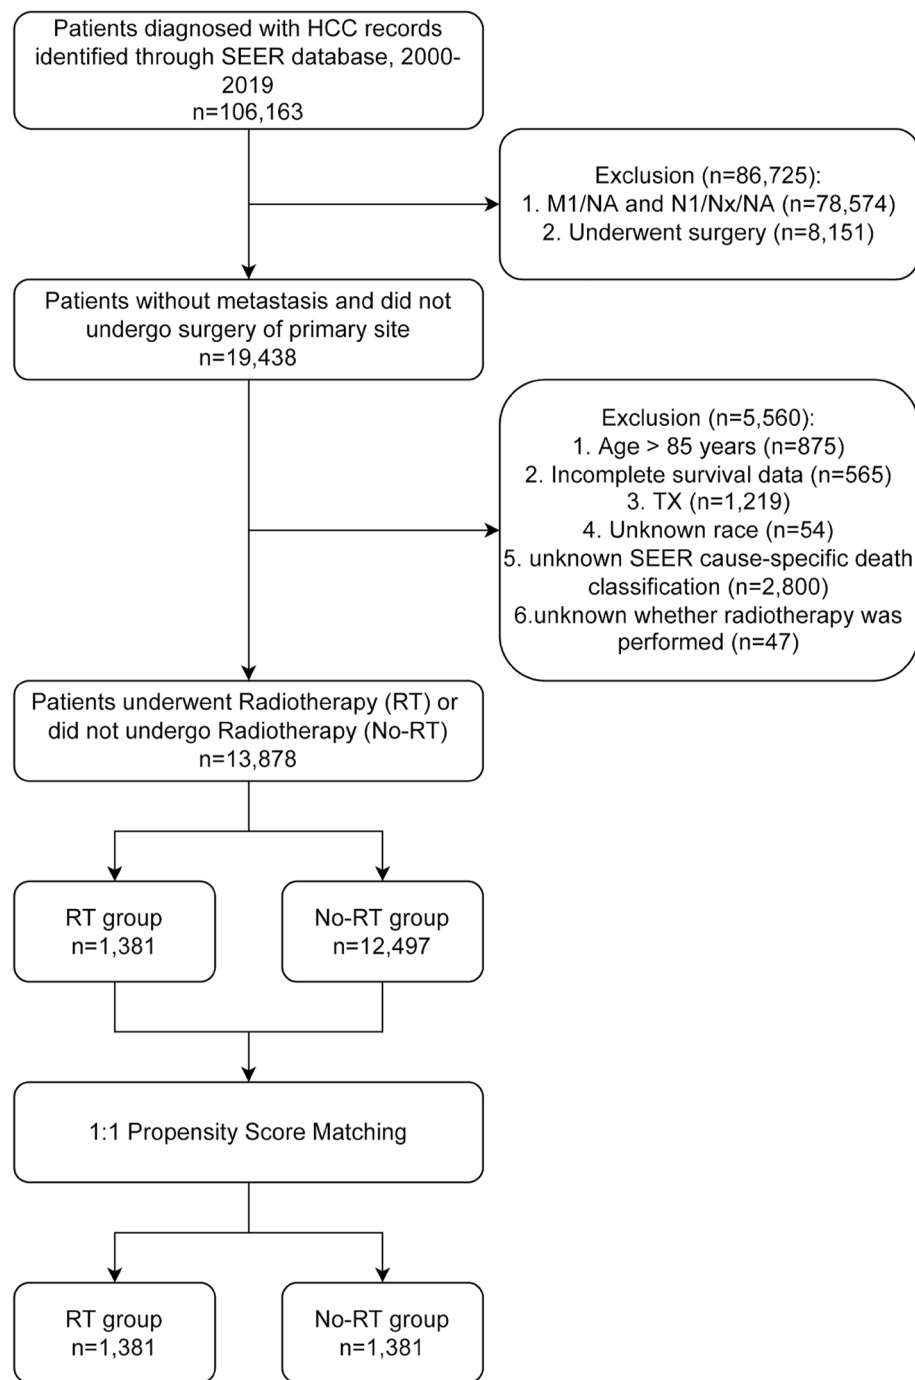 Patients diagnosed with HCC records
identified through SEER database, 2000-
2019
n=106,163
Exclusion (n=86,725):
1. M1/NA and N1/Nx/NA (n=78,574)
2. Underwent surgery (n=8,151)
Patients without metastasis and did not
undergo surgery of primary site
n=19,438
Exclusion (n=5,560):
1. Age > 85 years (n=875)
2. Incomplete survival data (n=565)
3. TX (n=1,219)
4. Unknown race (n=54)
5. unknown SEER cause-specific death
classification (n=2,800)
6.unknown whether radiotherapy was
performed (n=47)
Patients underwent Radiotherapy (RT) or
did not undergo Radiotherapy (No-RT)
n=13,878
RT group
n=1,381
No-RT group
n=12,497
1:1 Propensity Score Matching
RT group
n=1,381
No-RT group
n=1,381